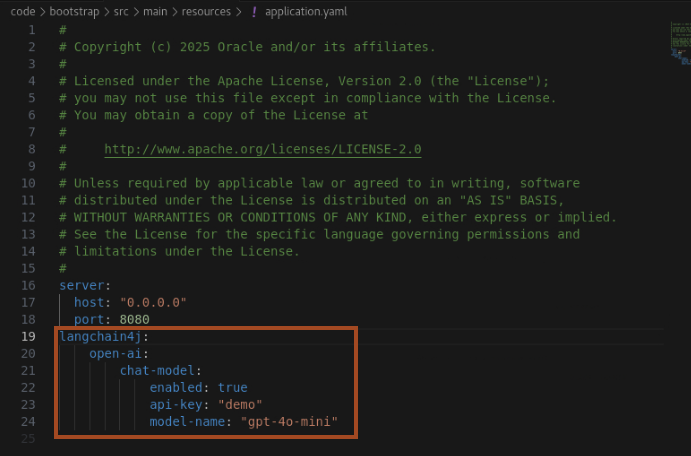 code > bootstrap > src > main > resources > ! application.yaml
1 #
2 # Copyright (c) 2025 Oracle and/or its affiliates.
3 #
4 # Licensed under the Apache License, Version 2.0 (the "License");
5 # you may not use this file except in compliance with the License.
6 # You may obtain a copy of the License at
7 #
8 #     http://www.apache.org/licenses/LICENSE-2.0
9 #
10 # Unless required by applicable law or agreed to in writing, software
11 # distributed under the License is distributed on an "AS IS" BASIS,
12 # WITHOUT WARRANTIES OR CONDITIONS OF ANY KIND, either express or implied.
13 # See the License for the specific language governing permissions and
14 # limitations under the License.
15 #
16 server:
17   host: "0.0.0.0"
18   port: 8080
19 langchain4j:
20     open-ai:
21         chat-model:
22             enabled: true
23             api-key: "demo"
24             model-name: "gpt-4o-mini"
25